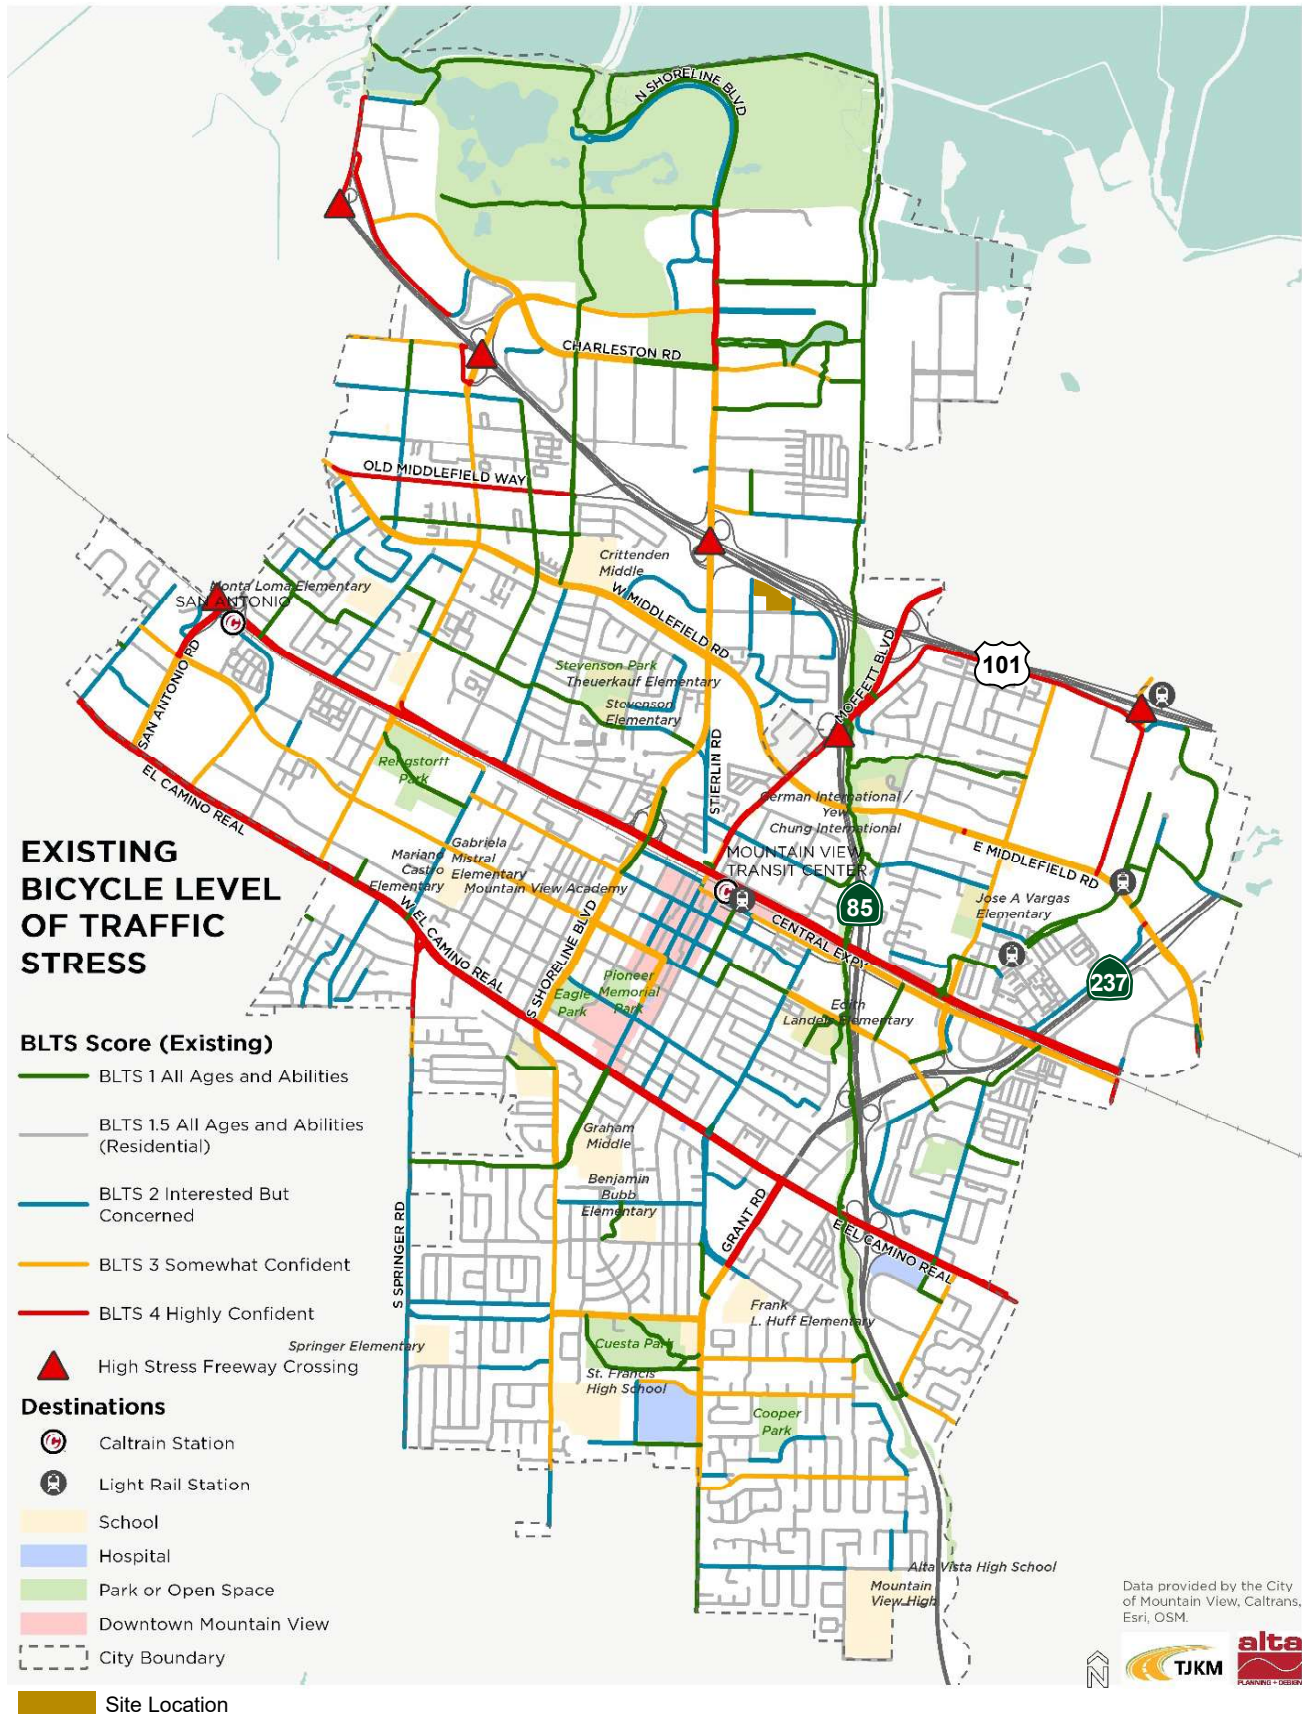 N SHORELINE BLVD
CHARLESTON RD
OLD MIDDLEFIELD WAY
Crittenden
Middle
W MIDDLEFIELD RD
Monta Loma Elementary
SAN ANTONIO
C
SAN ANTONIO RD
MOFFETT BLVD
101
Stevenson Park
Theuerkauf Elementary
Stevenson
Elementary
Rengstorff
Park
STIERLIN RD
EL CAMINO REAL
German International /
Yew
Chung International
EXISTING
BICYCLE LEVEL
OF TRAFFIC
STRESS
Gabriela
Mistral
Elementary
Mariano
Castro
Elementary
Mountain View Academy
MOUNTAIN VIEW
TRANSIT CENTER
C
E MIDDLEFIELD RD
Jose A Vargas
Elementary
85
CENTRAL EXPY
W EL CAMINO REAL
S SHORELINE BLVD
Pioneer
Memorial
Park
Eagle
Park
237
Edith
Landels Elementary
BLTS Score (Existing)
BLTS 1 All Ages and Abilities
BLTS 1.5 All Ages and Abilities
(Residential)
BLTS 2 Interested But
Concerned
BLTS 3 Somewhat Confident
BLTS 4 Highly Confident
High Stress Freeway Crossing
Graham
Middle
Benjamin
Bubb
Elementary
S SPRINGER RD
GRANT RD
E EL CAMINO REAL
Frank
L. Huff Elementary
Springer Elementary
Cuesta Park
St. Francis
High School
Cooper
Park
Destinations
C
Caltrain Station
Light Rail Station
School
Hospital
Park or Open Space
Downtown Mountain View
City Boundary
Site Location
Alta Vista High School
Mountain
View High
Data provided by the City
of Mountain View, Caltrans,
Esri, OSM.
N
TJKM
alta
PLANNING + DESIGN